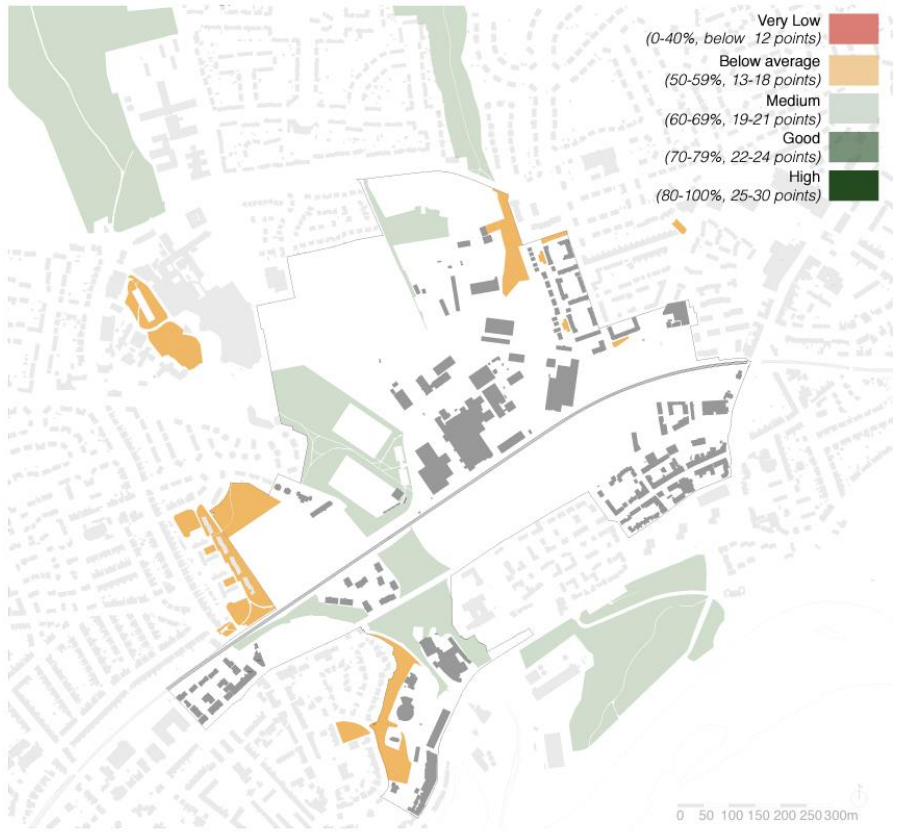 Very Low
(0-40%, below 12 points)
Below average
(50-59%, 13-18 points)
Medium
(60-69%, 19-21 points)
Good
(70-79%, 22-24 points)
High
(80-100%, 25-30 points)
0 50 100 150 200 250 300m